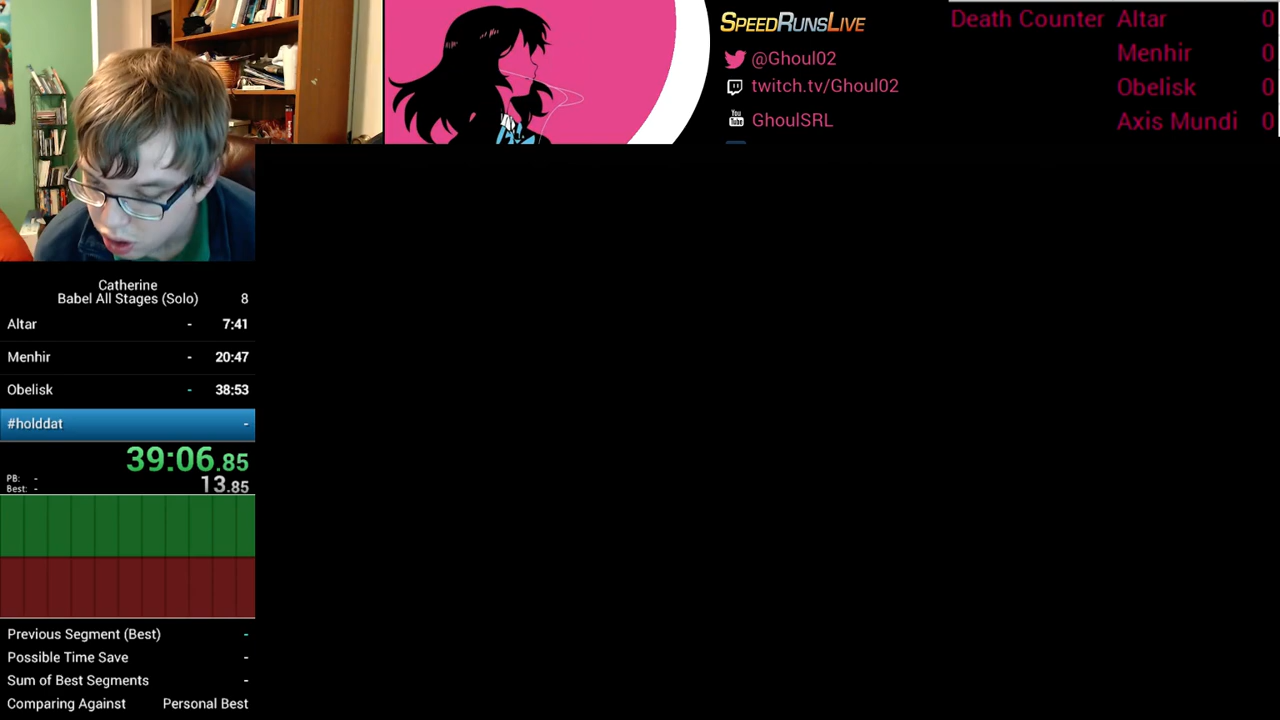 SPEEDRUNSLIVE
@Ghoul02
twitch.tv/Ghoul02
You
Tube
GhoulSRL
Death Counter Altar 0
Menhir 0
Obelisk 0
Axis Mundi 0
Catherine
Babel All Stages (Solo) 8
Altar - 7:41
Menhir - 20:47
Obelisk - 38:53
#holddat -
39:06.85
PB: -
Best: -
13.85
Previous Segment (Best) -
Possible Time Save -
Sum of Best Segments -
Comparing Against Personal Best